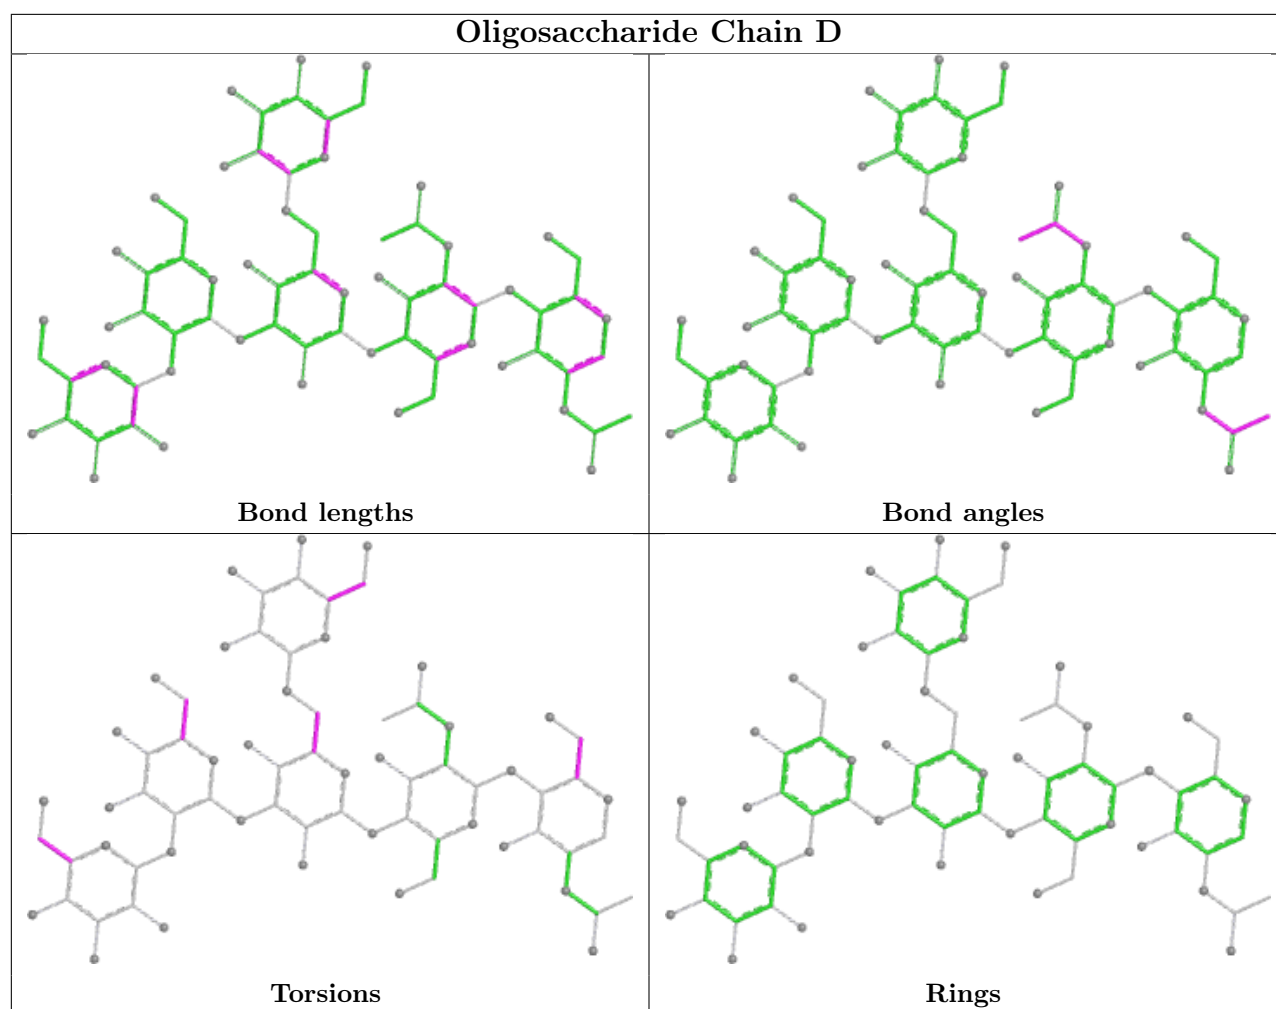 Oligosaccharide Chain D
Bond lengths
Bond angles
Torsions
Rings